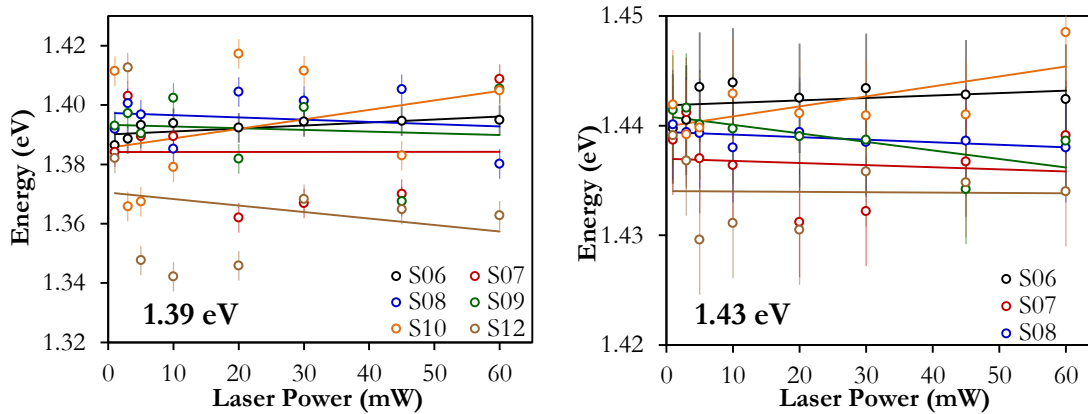 1.42
1.40
1.38
1.36
1.34
1.32
Energy (eV)
0 10 20 30 40 50 60
Laser Power (mW)
S06 S07
S08 S09
S10 S12
1.39 eV
1.45
1.44
1.43
1.42
Energy (eV)
0 10 20 30 40 50 60
Laser Power (mW)
S06
S07
S08
1.43 eV